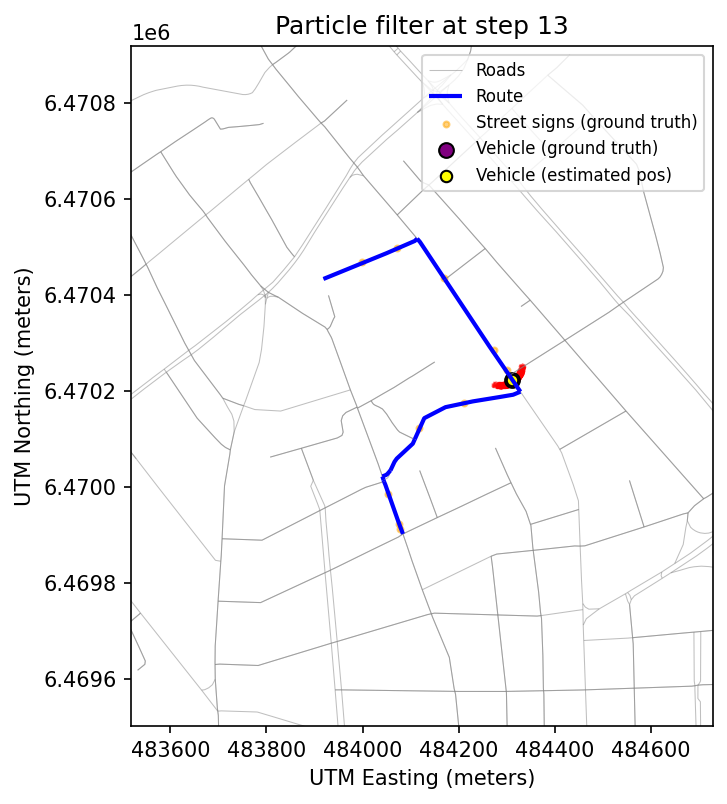 Particle filter at step 13
1e6
Roads
Route
Street signs (ground truth)
Vehicle (ground truth)
Vehicle (estimated pos)
6.4708
6.4706
6.4704
6.4702
6.4700
6.4698
6.4696
UTM Northing (meters)
483600 483800 484000 484200 484400 484600
UTM Easting (meters)